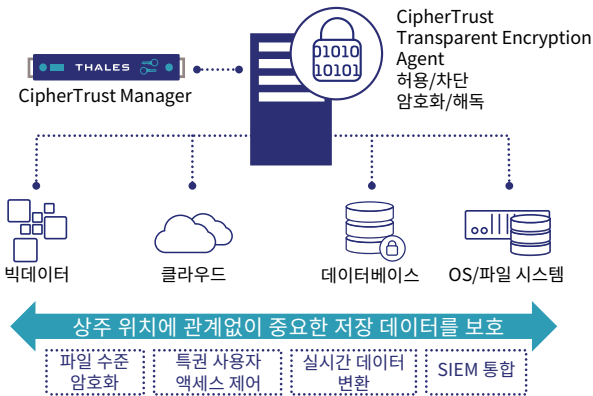 CipherTrust
Transparent Encryption
Agent
허용/차단
암호화/해독
01010
10101
THALES
CipherTrust Manager
빅데이터
클라우드
데이터베이스
OS/파일 시스템
상주 위치에 관계없이 중요한 저장 데이터를 보호
파일 수준
암호화
특권 사용자
액세스 제어
실시간 데이터
변환
SIEM 통합